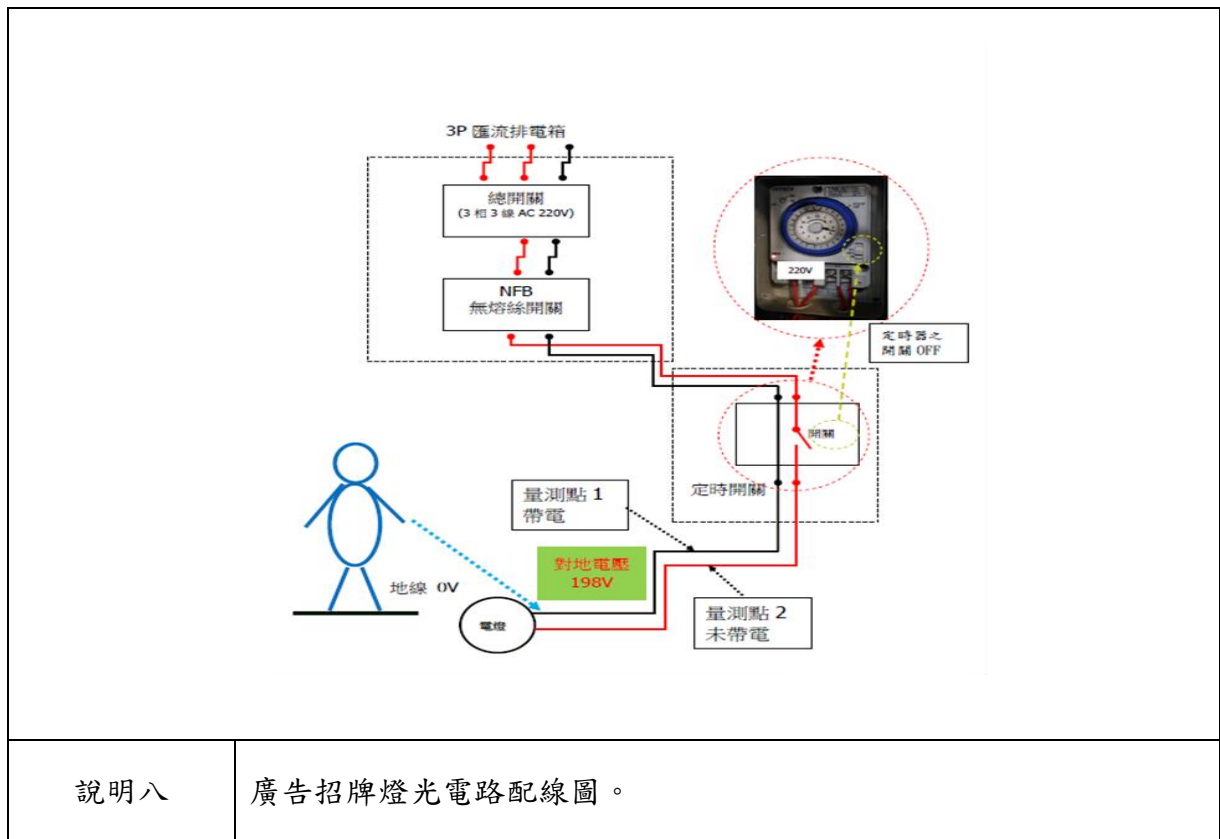 3P 匯流排電箱
總開關
(3 相 3 線 AC 220V)
NFB
無熔絲開關
220V
定時器之
開關 OFF
開關
定時開關
量測點 1
帶電
對地電壓
198V
地線 0V
電燈
量測點 2
未帶電
說明八
廣告招牌燈光電路配線圖。